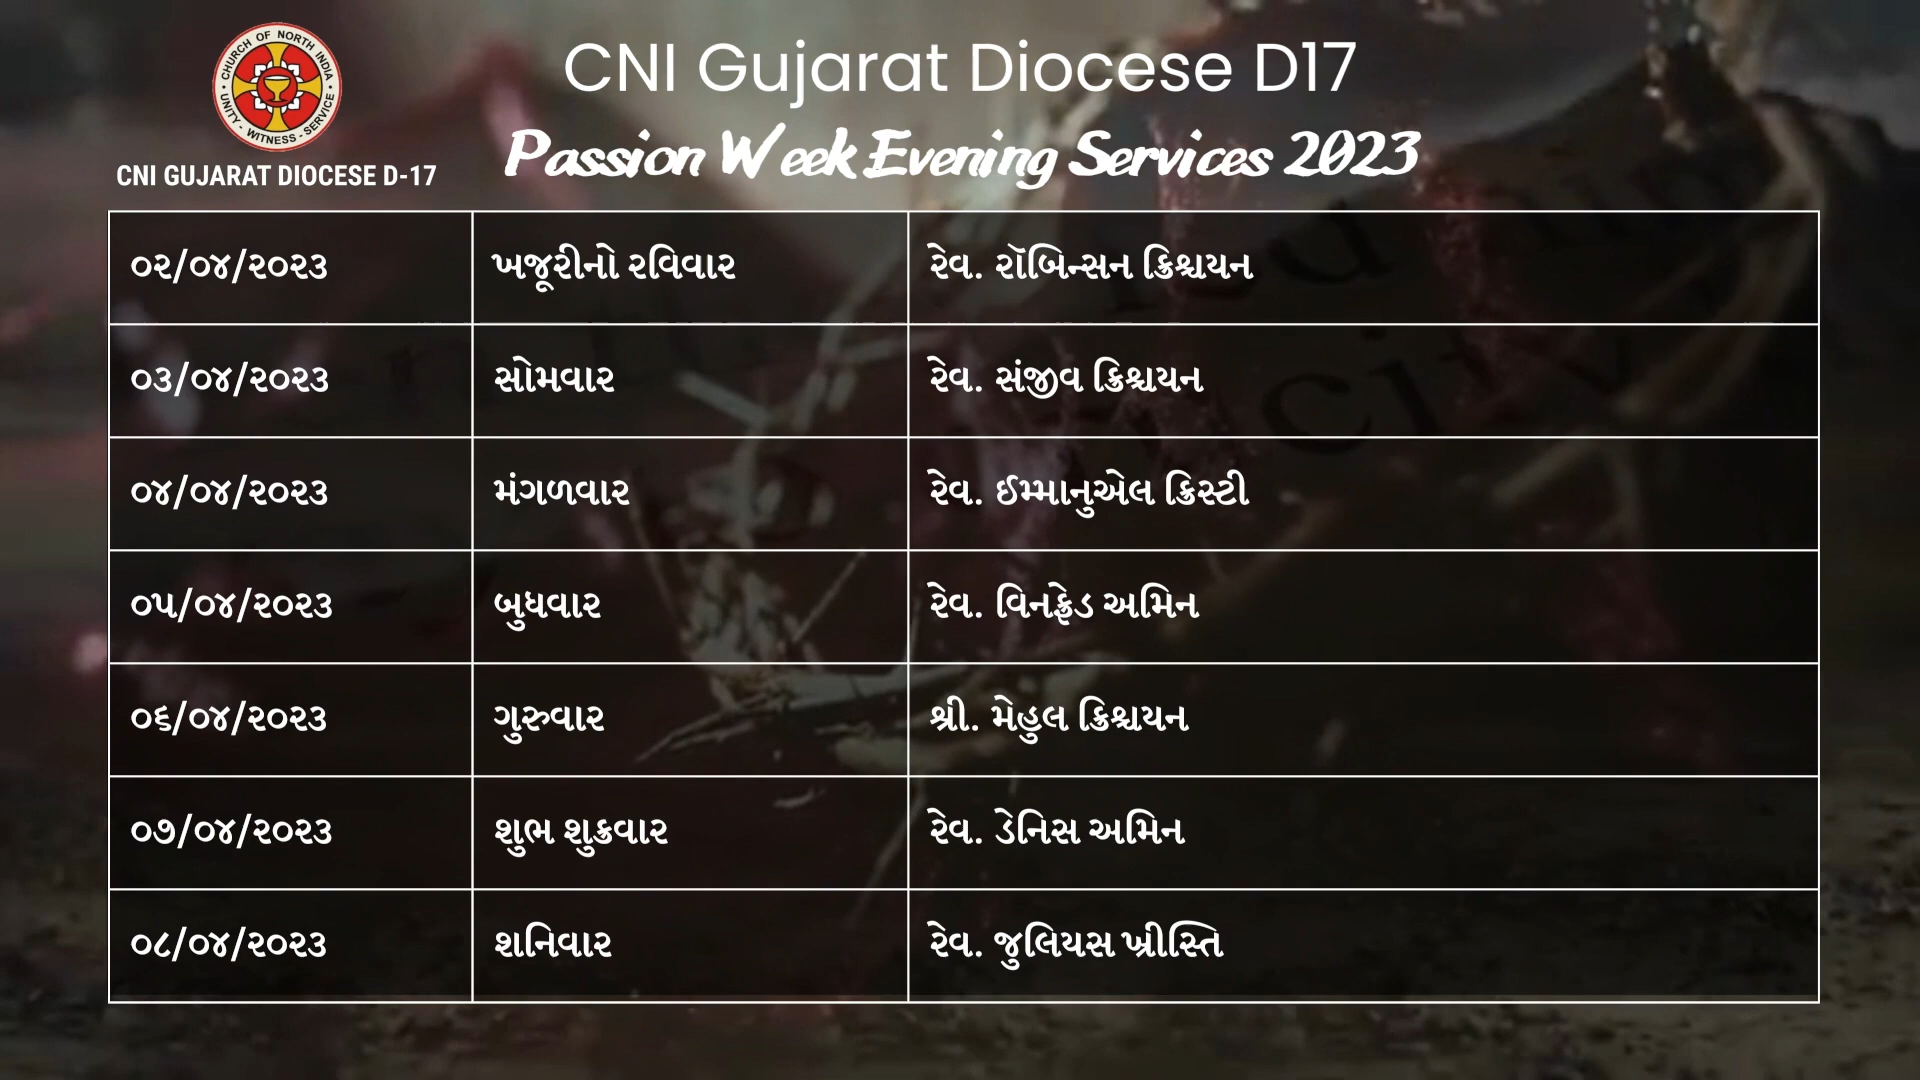 CHURCH OF NORTH INDIA
UNITY - WITNESS - SERVICE
CNI GUJARAT DIOCESE D-17
CNI Gujarat Diocese D17
Passion Week Evening Services 2023
૦૨/૦૪/૨૦૨૩ ખજૂરીનો રવિવાર રેવ. રૉબિન્સન ક્રિશ્ચયન
૦૩/૦૪/૨૦૨૩ સોમવાર રેવ. સંજીવ ક્રિશ્ચયન
૦૪/૦૪/૨૦૨૩ મંગળવાર રેવ. ઈમ્માનુએલ ક્રિસ્ટી
૦૫/૦૪/૨૦૨૩ બુધવાર રેવ. વિનફ્રેડ અમિન
૦૬/૦૪/૨૦૨૩ ગુરુવાર શ્રી. મેહુલ ક્રિશ્ચયન
૦૭/૦૪/૨૦૨૩ શુભ શુક્રવાર રેવ. ડેનિસ અમિન
૦૮/૦૪/૨૦૨૩ શનિવાર રેવ. જુલિયસ ખ્રીસ્તિ